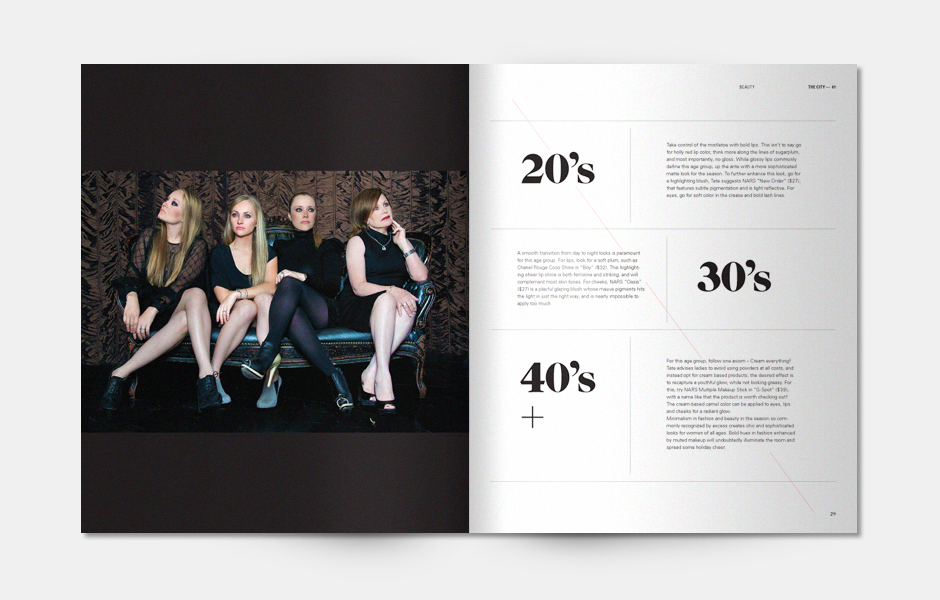 BEAUTY
THE CITY — 61
20’s
Take control of the mistletoe with bold lips. This isn't to say go
for holly red lip color, think more along the lines of sugarplum,
and most importantly, no gloss. While glossy lips commonly
define this age group, up the ante with a more sophisticated
matte look for the season. To further enhance this look, go for
a highlighting blush, Tate suggests NARS "New Order" ($27),
that features subtle pigmentation and is light reflective. For
eyes, go for soft color in the crease and bold lash lines.
A smooth transition from day to night looks is paramount
for this age group. For lips, look for a soft plum, such as
Chanel Rouge Coco Shine in "Boy" ($32). This highlight-
ing sheer lip shine is both feminine and striking, and will
complement most skin tones. For cheeks, NARS "Oasis"
($27) is a playful glazing blush whose mauve pigments hits
the light in just the right way, and is nearly impossible to
apply too much.
30’s
40’s
+
For this age group, follow one axiom – Cream everything!
Tate advises ladies to avoid using powders at all costs, and
instead opt for cream based products, the desired effect is
to recapture a youthful glow, while not looking greasy. For
this, try NARS Multiple Makeup Stick in "G-Spot" ($39),
with a name like that the product is worth checking out!
The cream-based camel color can be applied to eyes, lips
and cheeks for a radiant glow.
Minimalism in fashion and beauty in the season so com-
monly recognized by excess creates chic and sophisticated
looks for women of all ages. Bold hues in fashion enhanced
by muted makeup will undoubtedly illuminate the room and
spread some holiday cheer.
29